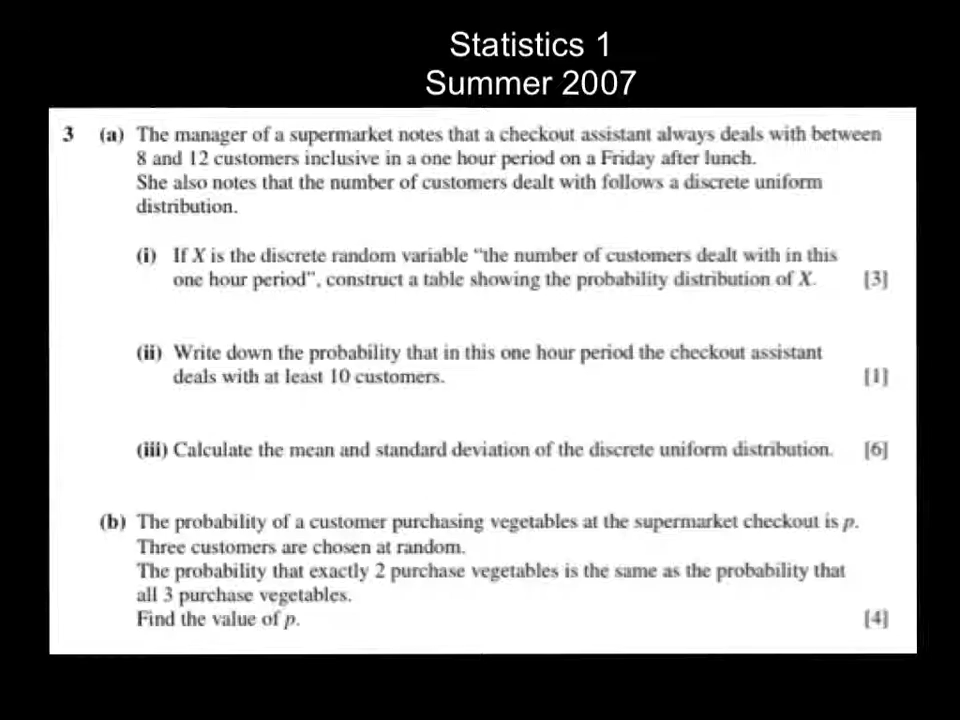 Statistics 1
Summer 2007
3 (a) The manager of a supermarket notes that a checkout assistant always deals with between
8 and 12 customers inclusive in a one hour period on a Friday after lunch.
She also notes that the number of customers dealt with follows a discrete uniform
distribution.
(i) If X is the discrete random variable “the number of customers dealt with in this
one hour period”, construct a table showing the probability distribution of X. [3]
(ii) Write down the probability that in this one hour period the checkout assistant
deals with at least 10 customers. [1]
(iii) Calculate the mean and standard deviation of the discrete uniform distribution. [6]
(b) The probability of a customer purchasing vegetables at the supermarket checkout is p.
Three customers are chosen at random.
The probability that exactly 2 purchase vegetables is the same as the probability that
all 3 purchase vegetables.
Find the value of p. [4]